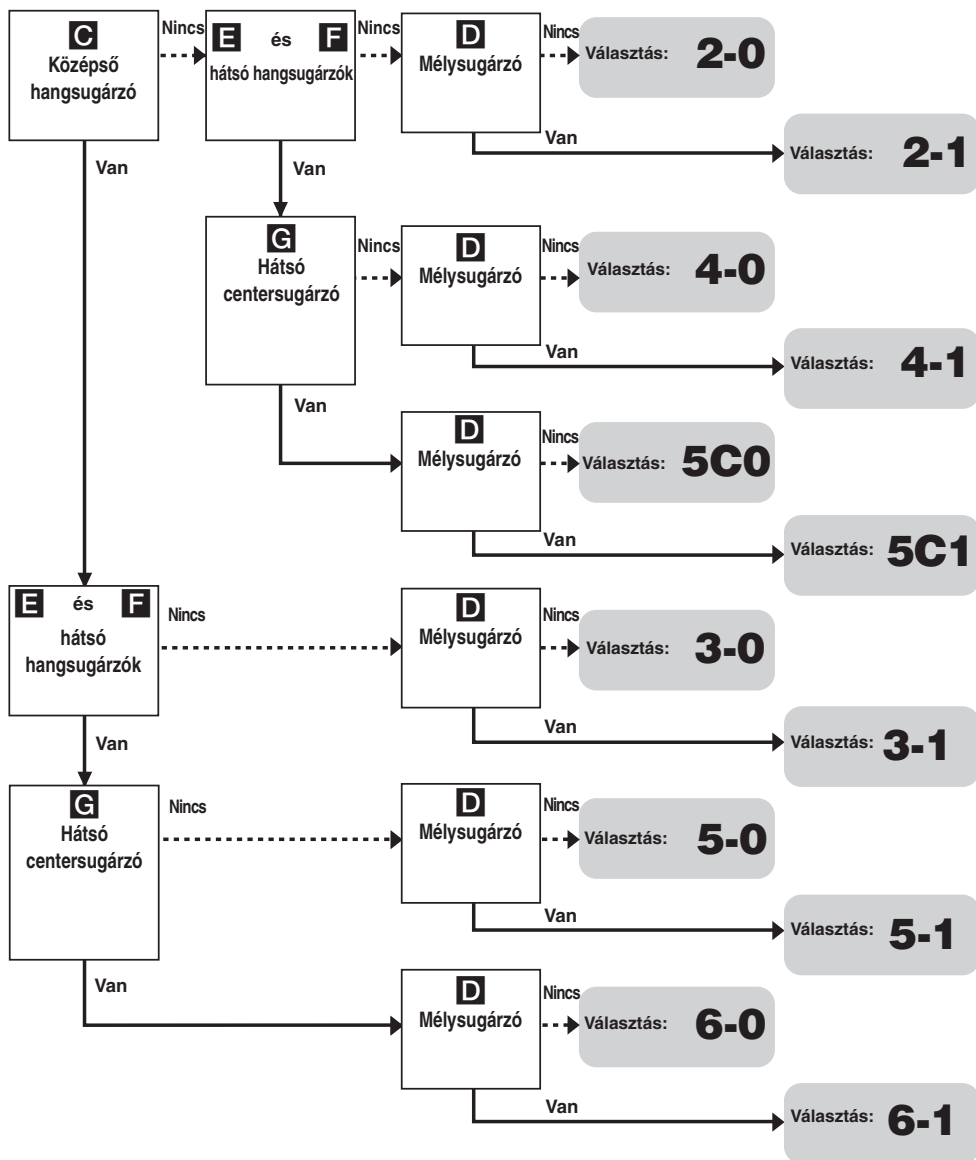 C
Középső
hangsugárzó
Nincs
E és F
hátsó hangsugárzók
Nincs
D
Mélysugárzó
Nincs
Választás: 2-0
Van
Választás: 2-1
Van
Van
G
Hátsó
centersugárzó
Nincs
D
Mélysugárzó
Nincs
Választás: 4-0
Van
Választás: 4-1
Van
D
Mélysugárzó
Nincs
Választás: 5C0
Van
Választás: 5C1
E és F
hátsó
hangsugárzók
Nincs
D
Mélysugárzó
Nincs
Választás: 3-0
Van
Választás: 3-1
Van
G
Hátsó
centersugárzó
Nincs
D
Mélysugárzó
Nincs
Választás: 5-0
Van
Választás: 5-1
Van
D
Mélysugárzó
Nincs
Választás: 6-0
Van
Választás: 6-1